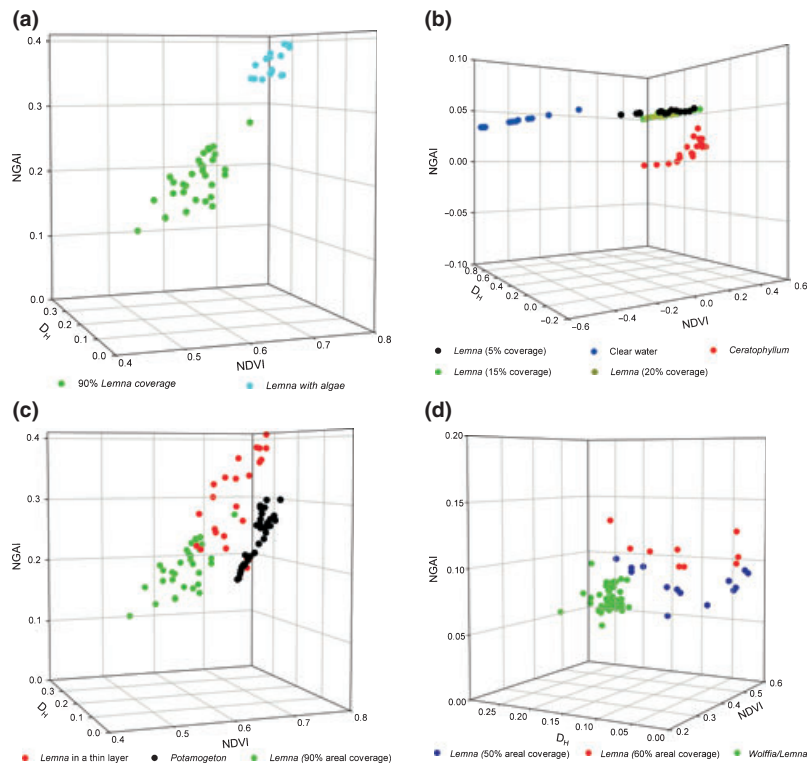 (a)
0.4
0.3
0.2
0.1
0.0
NGAI
0.3
0.2
0.1
0.0
D_H
0.4
0.5
0.6
0.7
0.8
NDVI
90% Lemna coverage
Lemna with algae
(b)
0.10
0.05
0.00
−0.05
−0.10
NGAI
0.8
0.6
0.4
0.2
0.0
−0.2
D_H
−0.6
−0.4
−0.2
0.0
0.2
0.4
0.6
NDVI
Lemna (5% coverage)
Clear water
Ceratophyllum
Lemna (15% coverage)
Lemna (20% coverage)
(c)
0.4
0.3
0.2
0.1
0.0
NGAI
0.3
0.2
0.1
0.0
D_H
0.4
0.5
0.6
0.7
0.8
NDVI
Lemna in a thin layer
Potamogeton
Lemna (90% areal coverage)
(d)
0.20
0.15
0.10
0.05
0.00
NGAI
0.25
0.20
0.15
0.10
0.05
0.00
D_H
0.2
0.3
0.4
0.5
0.6
NDVI
Lemna (50% areal coverage)
Lemna (60% areal coverage)
Wolffia/Lemna